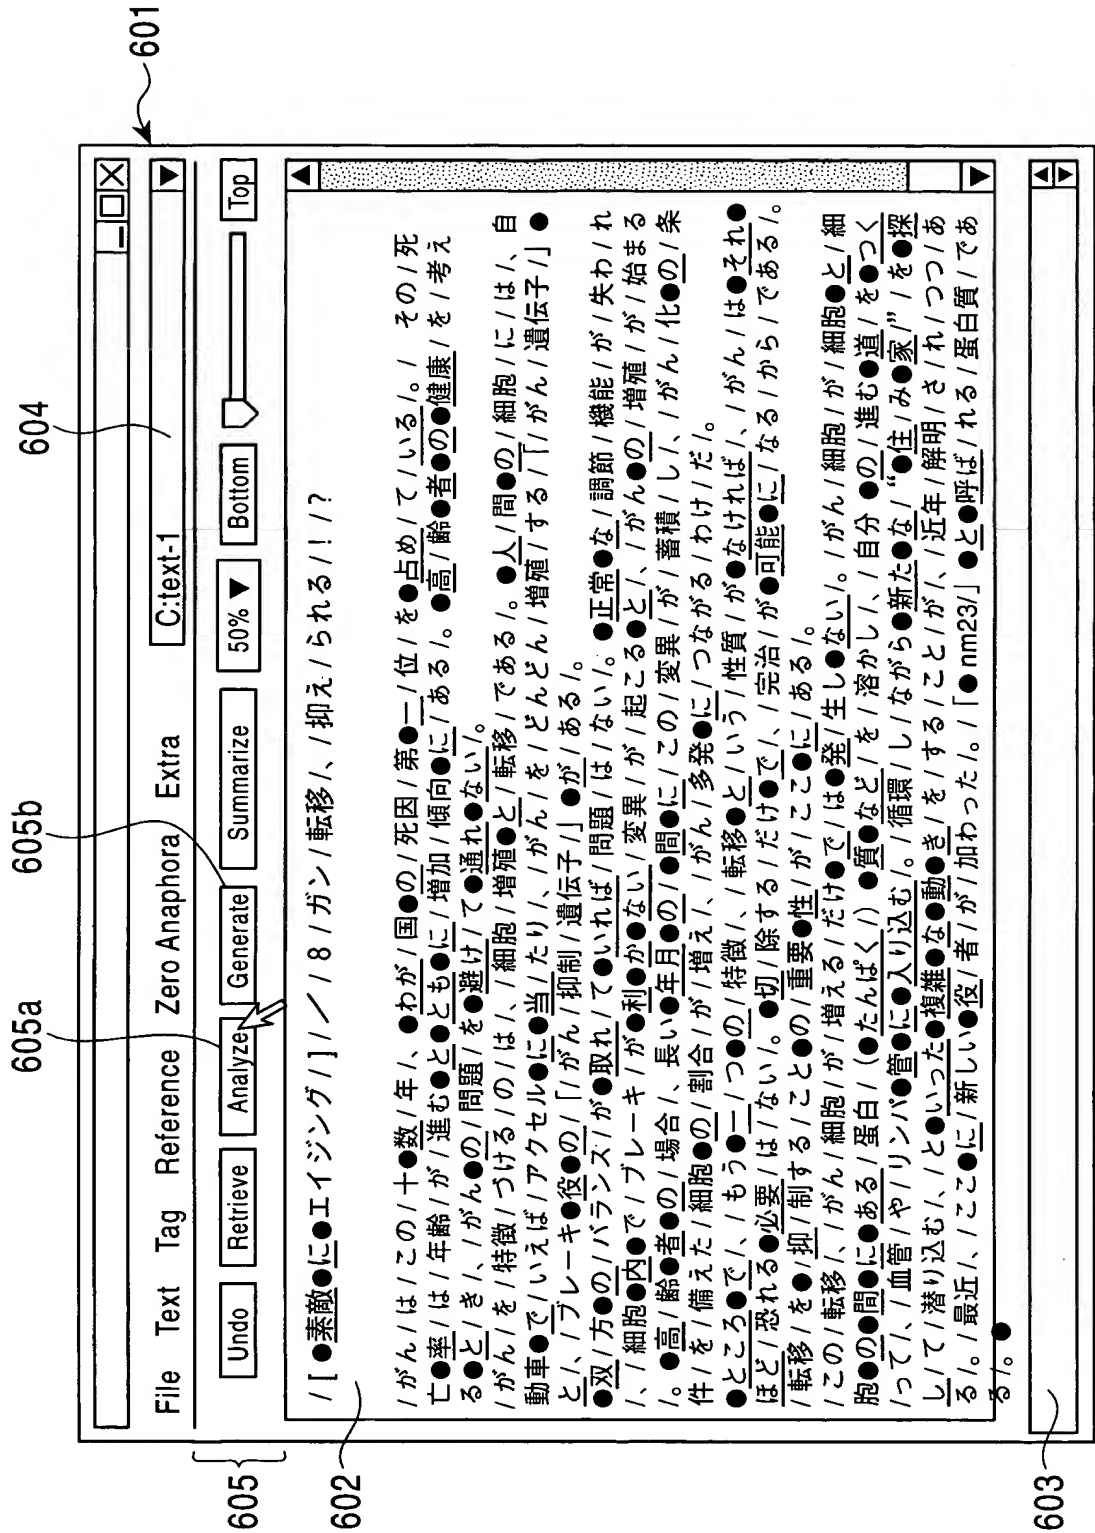 601
604
605b
605a
C:text-1
File Text Tag Reference Zero Anaphora Extra
605
Undo Retrieve Analyze Generate Summarize 50% ▼ Bottom Top
602
/ [ ●素敵●に●エイジング/ ] / ／ / 8 / ガン / 転移/、/抑え/られる/ ! / ?
/がん / は / この / 十●数 / 年 /、●わが / 国●の / 死因 / 第●一 / 位 / を●占め / て / いる /。/ その / 死
亡●率 / は / 年齢 / が / 進む●と●とも●に / 増加 / 傾向●に / ある /。●高 / 齢●者●の●健康 / を / 考え
る●と / き /、/がん●の / 問題 / を●避け / て●通れ●ない /。
/がん / を / 特徴 / づける / の / は /、/細胞 / 増殖●と / 転移 / である /。●人 / 間●の / 細胞 / に / は /、自
動車●で / いえば / アクセル●に●当 / たり /、/がん / を / どんどん / 増殖 / する /「/がん / 遺伝子 /」●
と /、/ブレーキ●役●の /「/がん / 抑制 / 遺伝子 /」●が / ある /。
●双 / 方●の / バランス / が●取れ / て●いれば / 問題 / は / ない /。●正常●な / 調節 / 機能 / が / 失わ / れ
/、/細胞●内●で / ブレーキ / が●利●か●ない / 変異 / が / 起こる●と /、/がん●の / 増殖 / が / 始まる
/。●高 / 齢●者●の / 場合 /、長い●年月●の / ●間●に / この / 変異 / が / 蓄積 / し /、/がん / 化●の / 条
件 / を / 備えた / 細胞●の / 割合 / が / 増え /、/がん / 多発●に / つながる / わけ / だ /。
●ところ●で /、/もう●一 / つ●の / 特徴 /、/転移●と / いう / 性質 / が●なければ /、/がん / は●それ●
ほど / 恐れる●必要 / は / ない /。●切 / 除する / だけ●で /、/完治 / が●可能●に / なる / から / である /。
/転移 / を●/抑 / 制する / こと●の / 重要●性 / が / ここ●に / ある /。
/この / 転移 /、/がん / 細胞 / が / 増える / だけ●で / は●発 / 生し●ない /。/がん / 細胞 / が / 細胞●と / 細
胞●の●間●に●ある / 蛋白 /（●たんぱく /）●質●など / を / 溶かし /、/自分 ●の / 進む●道 / を●つく
/って /、/血管 / や / リンパ●管●に●入り込む /。/循環 / し / ながら●新た●な /“●住 / み●家 /”/ を●探
し / て / 潜り込む /、/と●いった●複雑●な●動●き / を / する / こと / が /、/近年 / 解明 / さ / れ / つつ / あ
る /。/最近 /、/ここ●に / 新しい●役 / 者 / が / 加わった /。/「●nm23/」●と●呼ば / れる / 蛋白質 / であ
る /。●
603